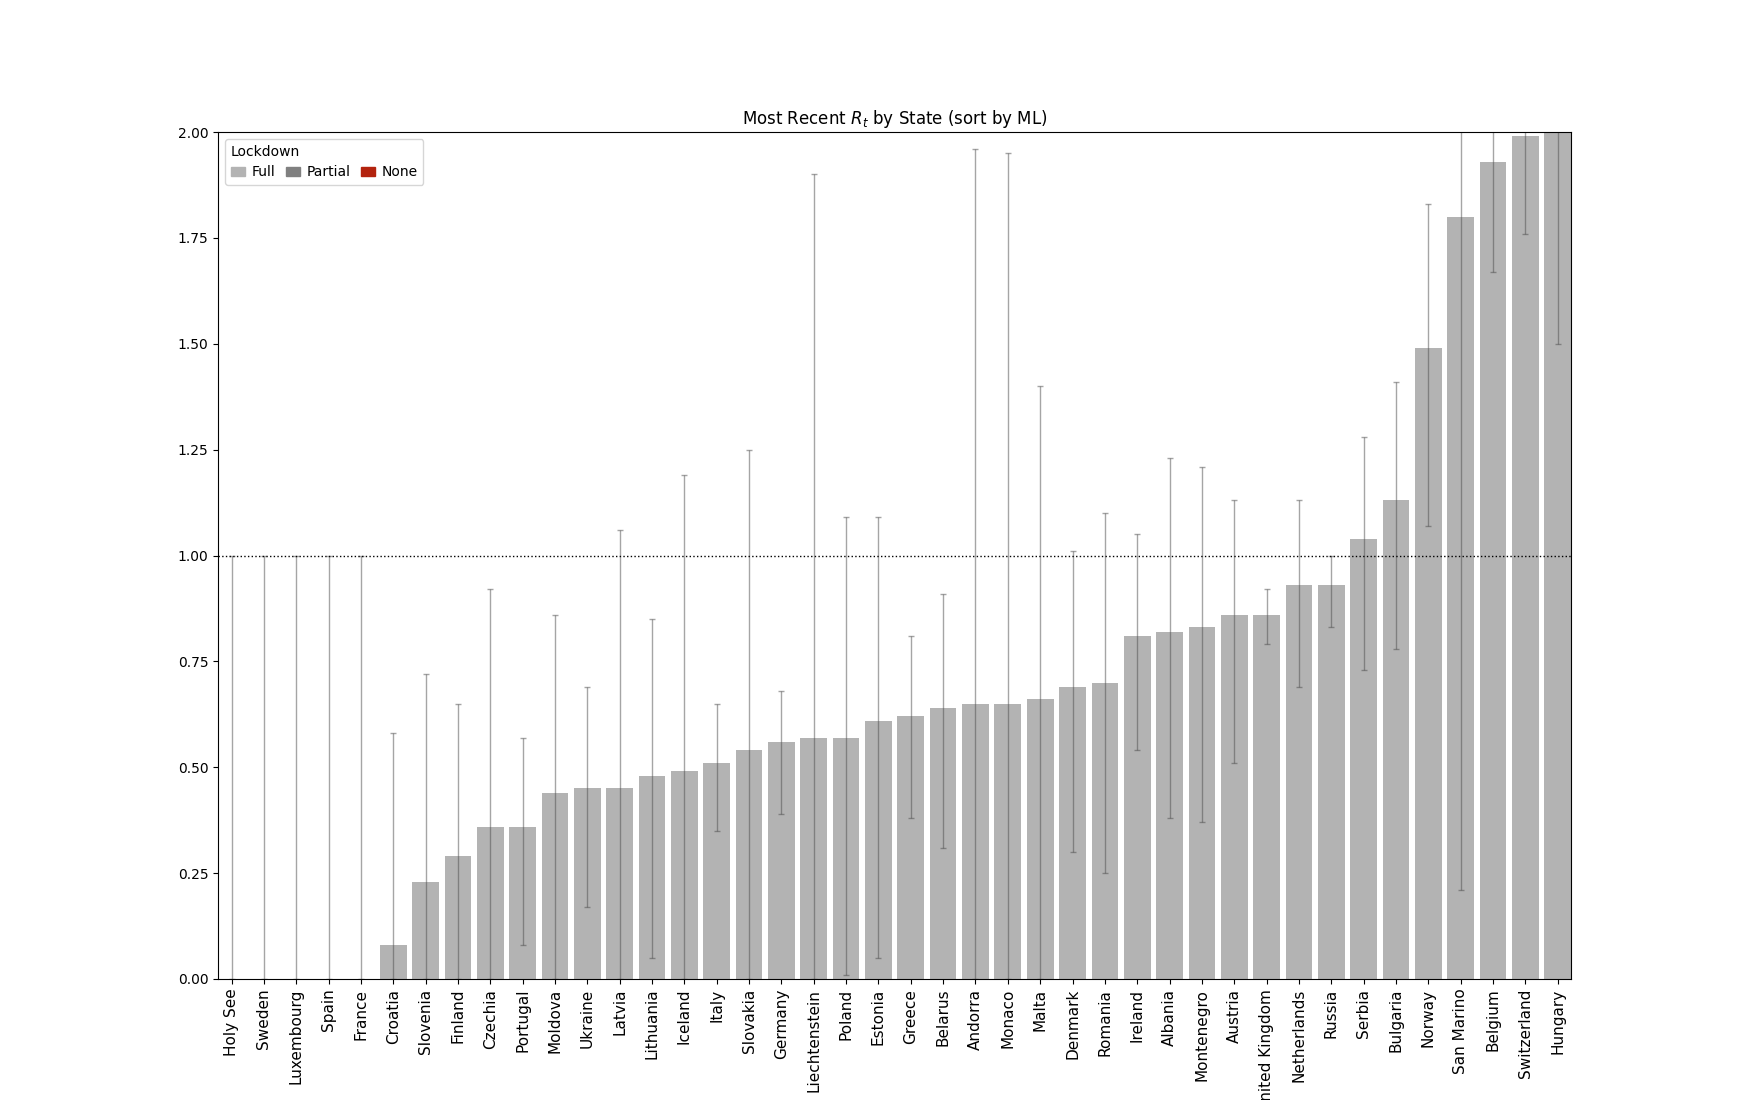 Most Recent Rt by State (sort by ML)
Lockdown
Full Partial None
2.00
1.75
1.50
1.25
1.00
0.75
0.50
0.25
0.00
Holy See
Sweden
Luxembourg
Spain
France
Croatia
Slovenia
Finland
Czechia
Portugal
Moldova
Ukraine
Latvia
Lithuania
Iceland
Italy
Slovakia
Germany
Liechtenstein
Poland
Estonia
Greece
Belarus
Andorra
Monaco
Malta
Denmark
Romania
Ireland
Albania
Montenegro
Austria
nited Kingdom
Netherlands
Russia
Serbia
Bulgaria
Norway
San Marino
Belgium
Switzerland
Hungary